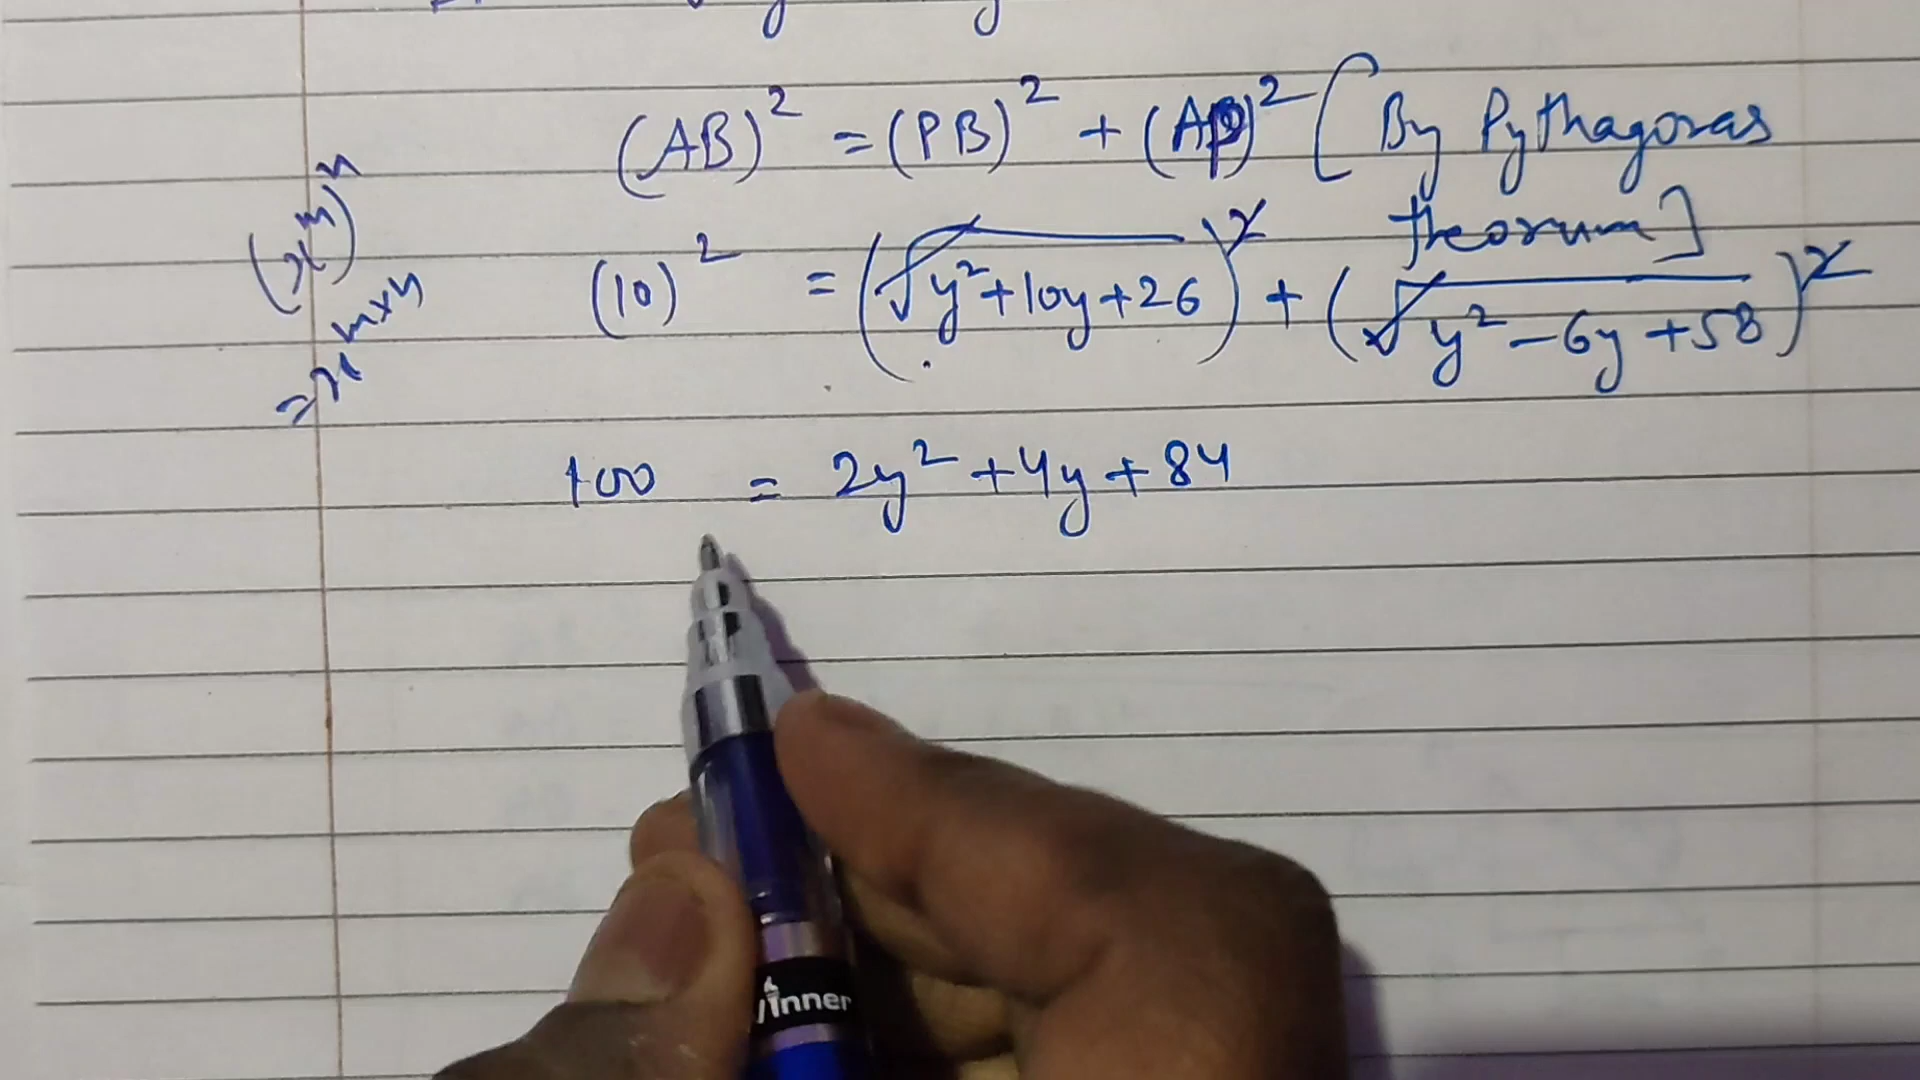 (AB)² = (PB)² + (AP)² [By Pythagoras
theorum]
(10)² = (√y²+10y+26)² + (√y²-6y+58)²
(x^m)^n
= x^m×n
100 = 2y²+4y+84
Winner